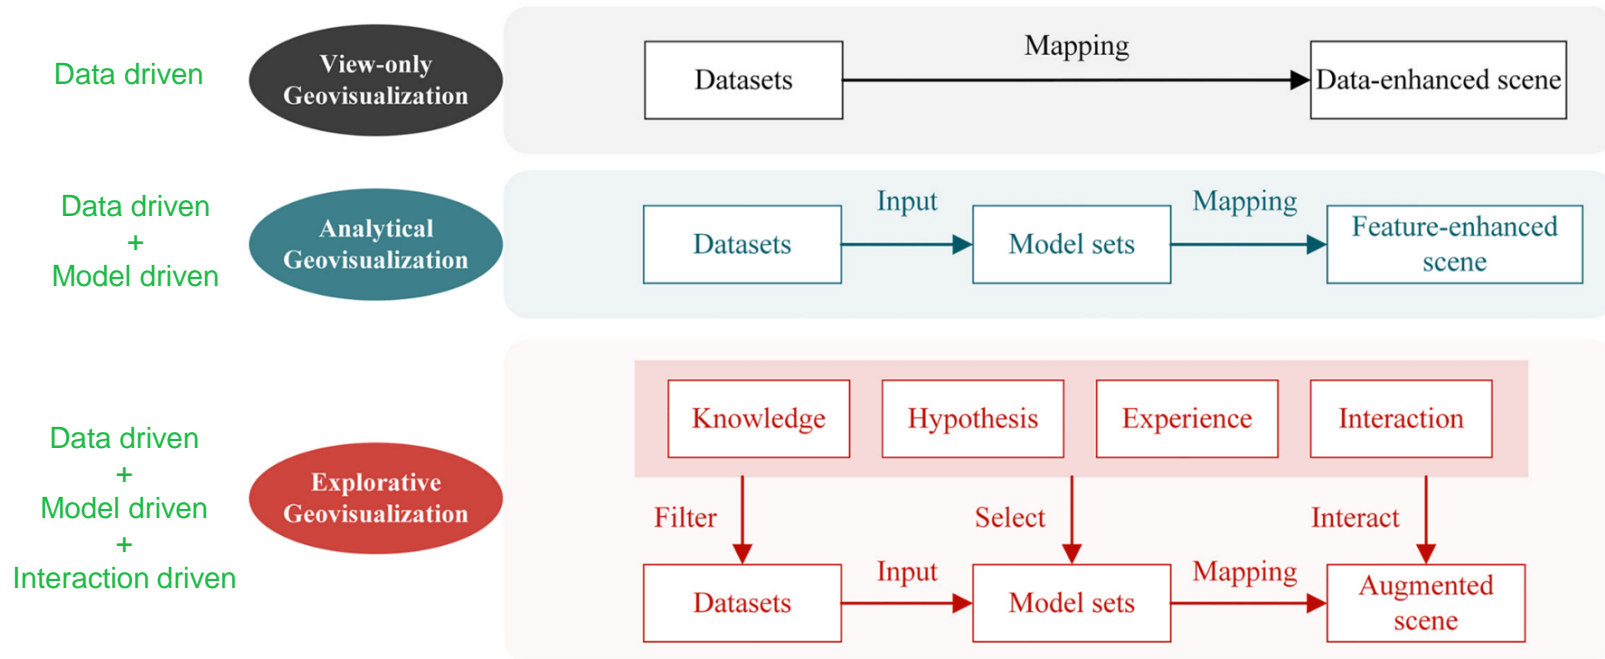 Data driven
View-only
Geovisualization
Datasets
Mapping
Data-enhanced scene
Data driven
+
Model driven
Analytical
Geovisualization
Datasets
Input
Model sets
Mapping
Feature-enhanced
scene
Data driven
+
Model driven
+
Interaction driven
Explorative
Geovisualization
Knowledge
Hypothesis
Experience
Interaction
Filter
Select
Interact
Datasets
Input
Model sets
Mapping
Augmented
scene